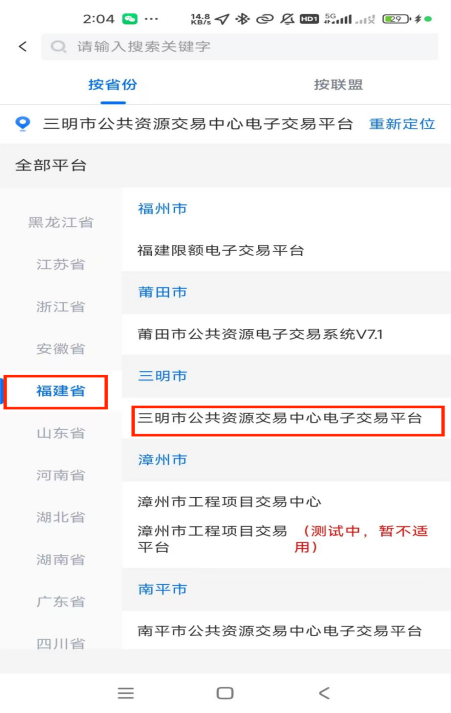 2:04 ··· 14.8 KB/s HD 5G 29
请输入搜索关键字
按省份 按联盟
三明市公共资源交易中心电子交易平台 重新定位
全部平台
黑龙江省
江苏省
浙江省
安徽省
福建省
山东省
河南省
湖北省
湖南省
广东省
四川省
福州市
福建限额电子交易平台
莆田市
莆田市公共资源电子交易系统V7.1
三明市
三明市公共资源交易中心电子交易平台
漳州市
漳州市工程项目交易中心
漳州市工程项目交易 (测试中，暂不适
平台 用)
南平市
南平市公共资源交易中心电子交易平台